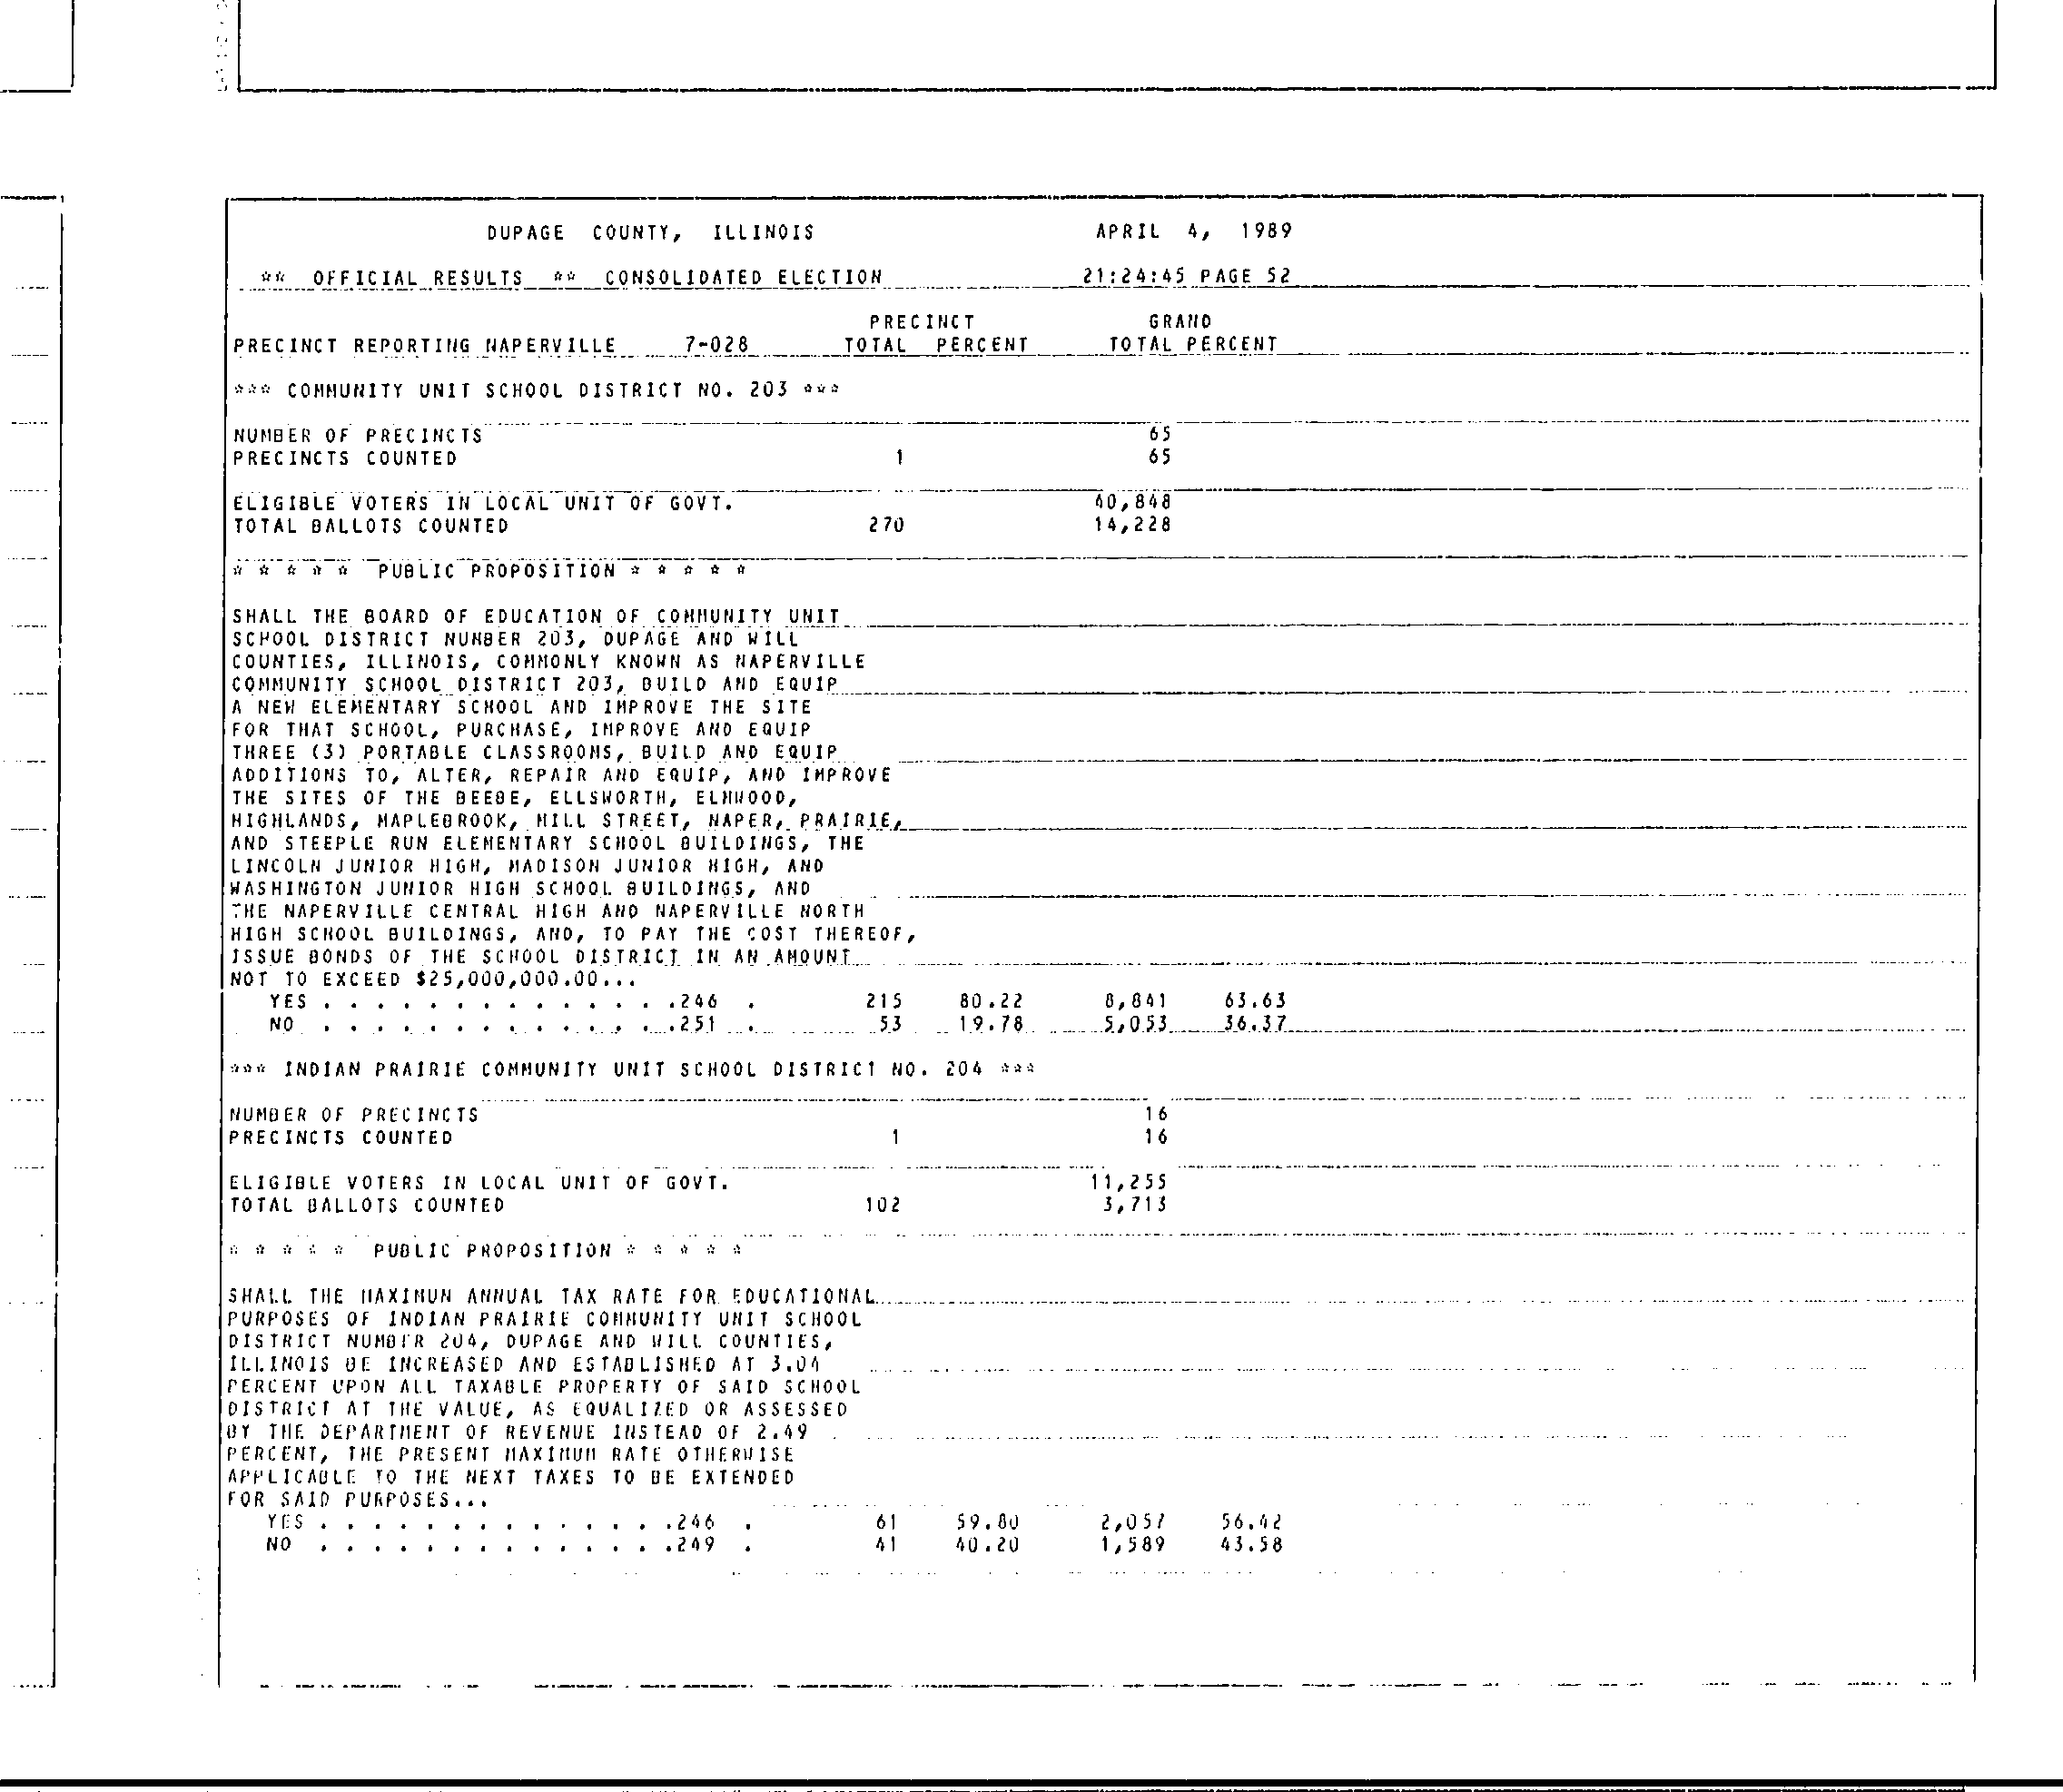 DUPAGE COUNTY, ILLINOIS APRIL 4, 1989
** OFFICIAL RESULTS ** CONSOLIDATED ELECTION 21:24:45 PAGE 52
PRECINCT GRAND
PRECINCT REPORTING NAPERVILLE 7-028 TOTAL PERCENT TOTAL PERCENT
*** COMMUNITY UNIT SCHOOL DISTRICT NO. 203 ***
NUMBER OF PRECINCTS 65
PRECINCTS COUNTED 1 65
ELIGIBLE VOTERS IN LOCAL UNIT OF GOVT. 40,848
TOTAL BALLOTS COUNTED 270 14,228
* * * * * PUBLIC PROPOSITION * * * * *
SHALL THE BOARD OF EDUCATION OF COMMUNITY UNIT
SCHOOL DISTRICT NUMBER 203, DUPAGE AND WILL
COUNTIES, ILLINOIS, COMMONLY KNOWN AS NAPERVILLE
COMMUNITY SCHOOL DISTRICT 203, BUILD AND EQUIP
A NEW ELEMENTARY SCHOOL AND IMPROVE THE SITE
FOR THAT SCHOOL, PURCHASE, IMPROVE AND EQUIP
THREE (3) PORTABLE CLASSROOMS, BUILD AND EQUIP
ADDITIONS TO, ALTER, REPAIR AND EQUIP, AND IMPROVE
THE SITES OF THE BEEBE, ELLSWORTH, ELMWOOD,
HIGHLANDS, MAPLEBROOK, MILL STREET, NAPER, PRAIRIE,
AND STEEPLE RUN ELEMENTARY SCHOOL BUILDINGS, THE
LINCOLN JUNIOR HIGH, MADISON JUNIOR HIGH, AND
WASHINGTON JUNIOR HIGH SCHOOL BUILDINGS, AND
THE NAPERVILLE CENTRAL HIGH AND NAPERVILLE NORTH
HIGH SCHOOL BUILDINGS, AND, TO PAY THE COST THEREOF,
ISSUE BONDS OF THE SCHOOL DISTRICT IN AN AMOUNT
NOT TO EXCEED $25,000,000.00...
YES . . . . . . . . . . . . . .246 . 215 80.22 8,841 63.63
NO . . . . . . . . . . . . . .251 . 53 19.78 5,053 36.37
*** INDIAN PRAIRIE COMMUNITY UNIT SCHOOL DISTRICT NO. 204 ***
NUMBER OF PRECINCTS 16
PRECINCTS COUNTED 1 16
ELIGIBLE VOTERS IN LOCAL UNIT OF GOVT. 11,255
TOTAL BALLOTS COUNTED 102 3,713
* * * * * PUBLIC PROPOSITION * * * * *
SHALL THE MAXIMUM ANNUAL TAX RATE FOR EDUCATIONAL
PURPOSES OF INDIAN PRAIRIE COMMUNITY UNIT SCHOOL
DISTRICT NUMBER 204, DUPAGE AND WILL COUNTIES,
ILLINOIS BE INCREASED AND ESTABLISHED AT 3.04
PERCENT UPON ALL TAXABLE PROPERTY OF SAID SCHOOL
DISTRICT AT THE VALUE, AS EQUALIZED OR ASSESSED
BY THE DEPARTMENT OF REVENUE INSTEAD OF 2.49
PERCENT, THE PRESENT MAXIMUM RATE OTHERWISE
APPLICABLE TO THE NEXT TAXES TO BE EXTENDED
FOR SAID PURPOSES...
YES . . . . . . . . . . . . . .246 . 61 59.80 2,057 56.42
NO . . . . . . . . . . . . . .249 . 41 40.20 1,589 43.58